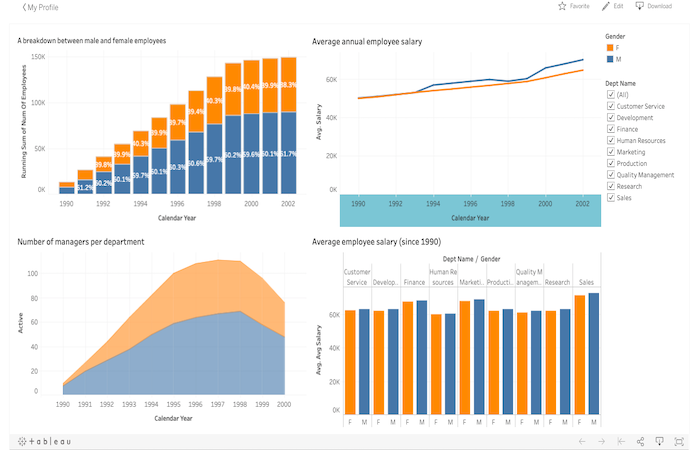 My Profile
Favorite
Edit
Download
A breakdown between male and female employees
Running Sum of Num Of Employees
150K
100K
50K
0K
61.2%
39.8%
60.2%
39.9%
60.1%
40.3%
59.7%
39.9%
60.1%
39.7%
60.3%
39.4%
60.6%
40.3%
59.7%
39.8%
60.2%
40.4%
59.6%
39.9%
60.1%
38.3%
61.7%
1990 1992 1994 1996 1998 2000 2002
Calendar Year
Average annual employee salary
Avg. Salary
60K
40K
20K
0K
1990 1992 1994 1996 1998 2000 2002
Calendar Year
Gender
F
M
Dept Name
(All)
Customer Service
Development
Finance
Human Resources
Marketing
Production
Quality Management
Research
Sales
Number of managers per department
Active
100
80
60
40
20
0
1990 1991 1992 1993 1994 1995 1996 1997 1998 1999 2000
Calendar Year
Average employee salary (since 1990)
Dept Name / Gender
Customer Service
Develop..
Finance
Human Re sources
Marketi..
Producti..
Quality M anagem..
Research
Sales
Avg. Avg Salary
60K
40K
20K
0K
F M F M F M F M F M F M F M F M F M
+ableau